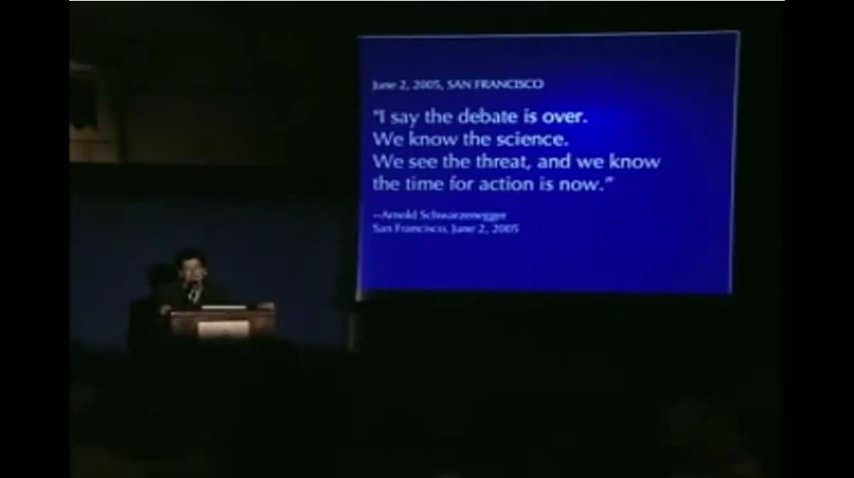 June 2, 2005, SAN FRANCISCO
"I say the debate is over.
We know the science.
We see the threat, and we know
the time for action is now."
—Arnold Schwarzenegger
San Francisco, June 2, 2005